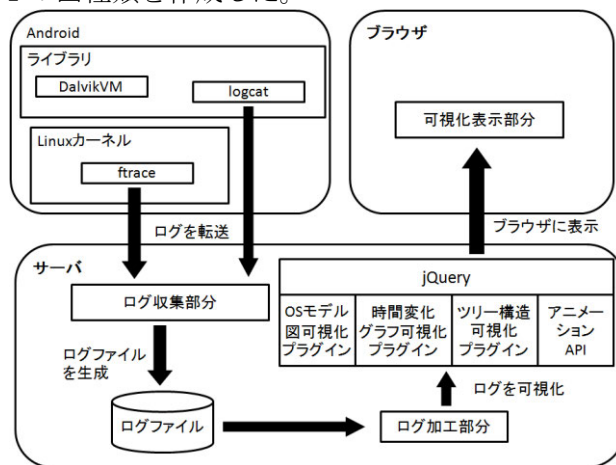 Android
ライブラリ
DalvikVM
logcat
Linuxカーネル
ftrace
ブラウザ
可視化表示部分
ログを転送
ブラウザに表示
サーバ
ログ収集部分
jQuery
OSモデル
図可視化
プラグイン
時間変化
グラフ可視化
プラグイン
ツリー構造
可視化
プラグイン
アニメー
ション
API
ログファイル
を生成
ログを可視化
ログファイル
ログ加工部分